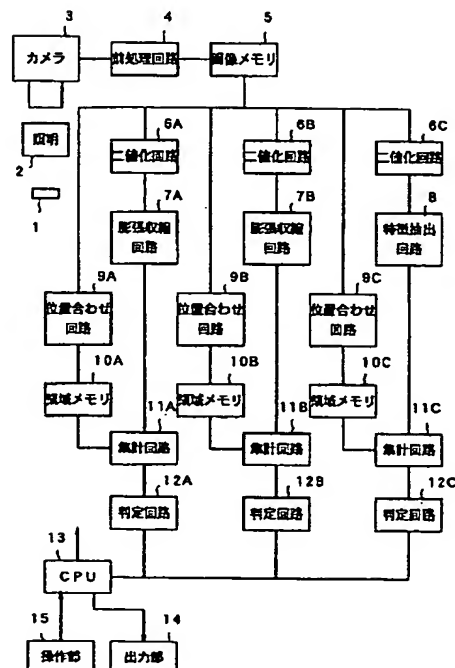 3
4
5
カメラ
前処理回路
画像メモリ
照明
2
1
6A
6B
6C
二値化回路
二値化回路
二値化回路
7A
7B
8
膨張収縮
回路
膨張収縮
回路
特徴抽出
回路
9A
9B
9C
位置合わせ
回路
位置合わせ
回路
位置合わせ
回路
10A
10B
10C
領域メモリ
領域メモリ
領域メモリ
11A
11B
11C
集計回路
集計回路
集計回路
12A
12B
12C
判定回路
判定回路
判定回路
13
CPU
15
14
操作部
出力部